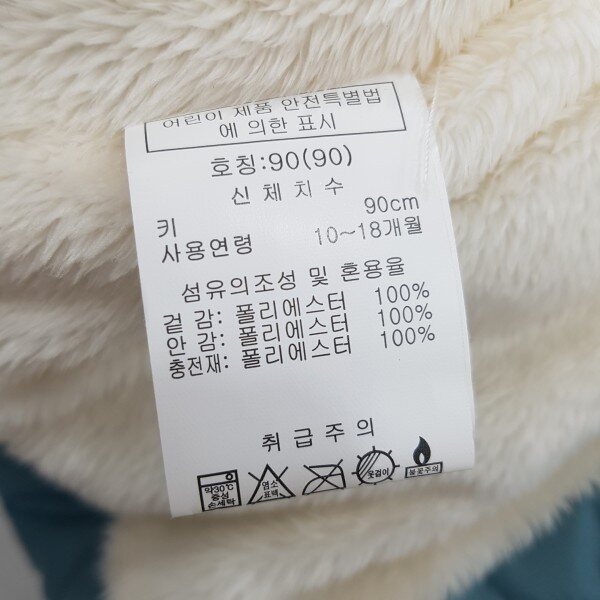 어린이 제품 안전특별법
에 의한 표시
호칭:90(90)
신체치수
키 90cm
사용연령 10~18개월
섬유의조성 및 혼용율
겉 감: 폴리에스터 100%
안 감: 폴리에스터 100%
충전재: 폴리에스터 100%
취급주의
약30℃
중성
손세탁
염소
표백
옷걸이
불꽃주의